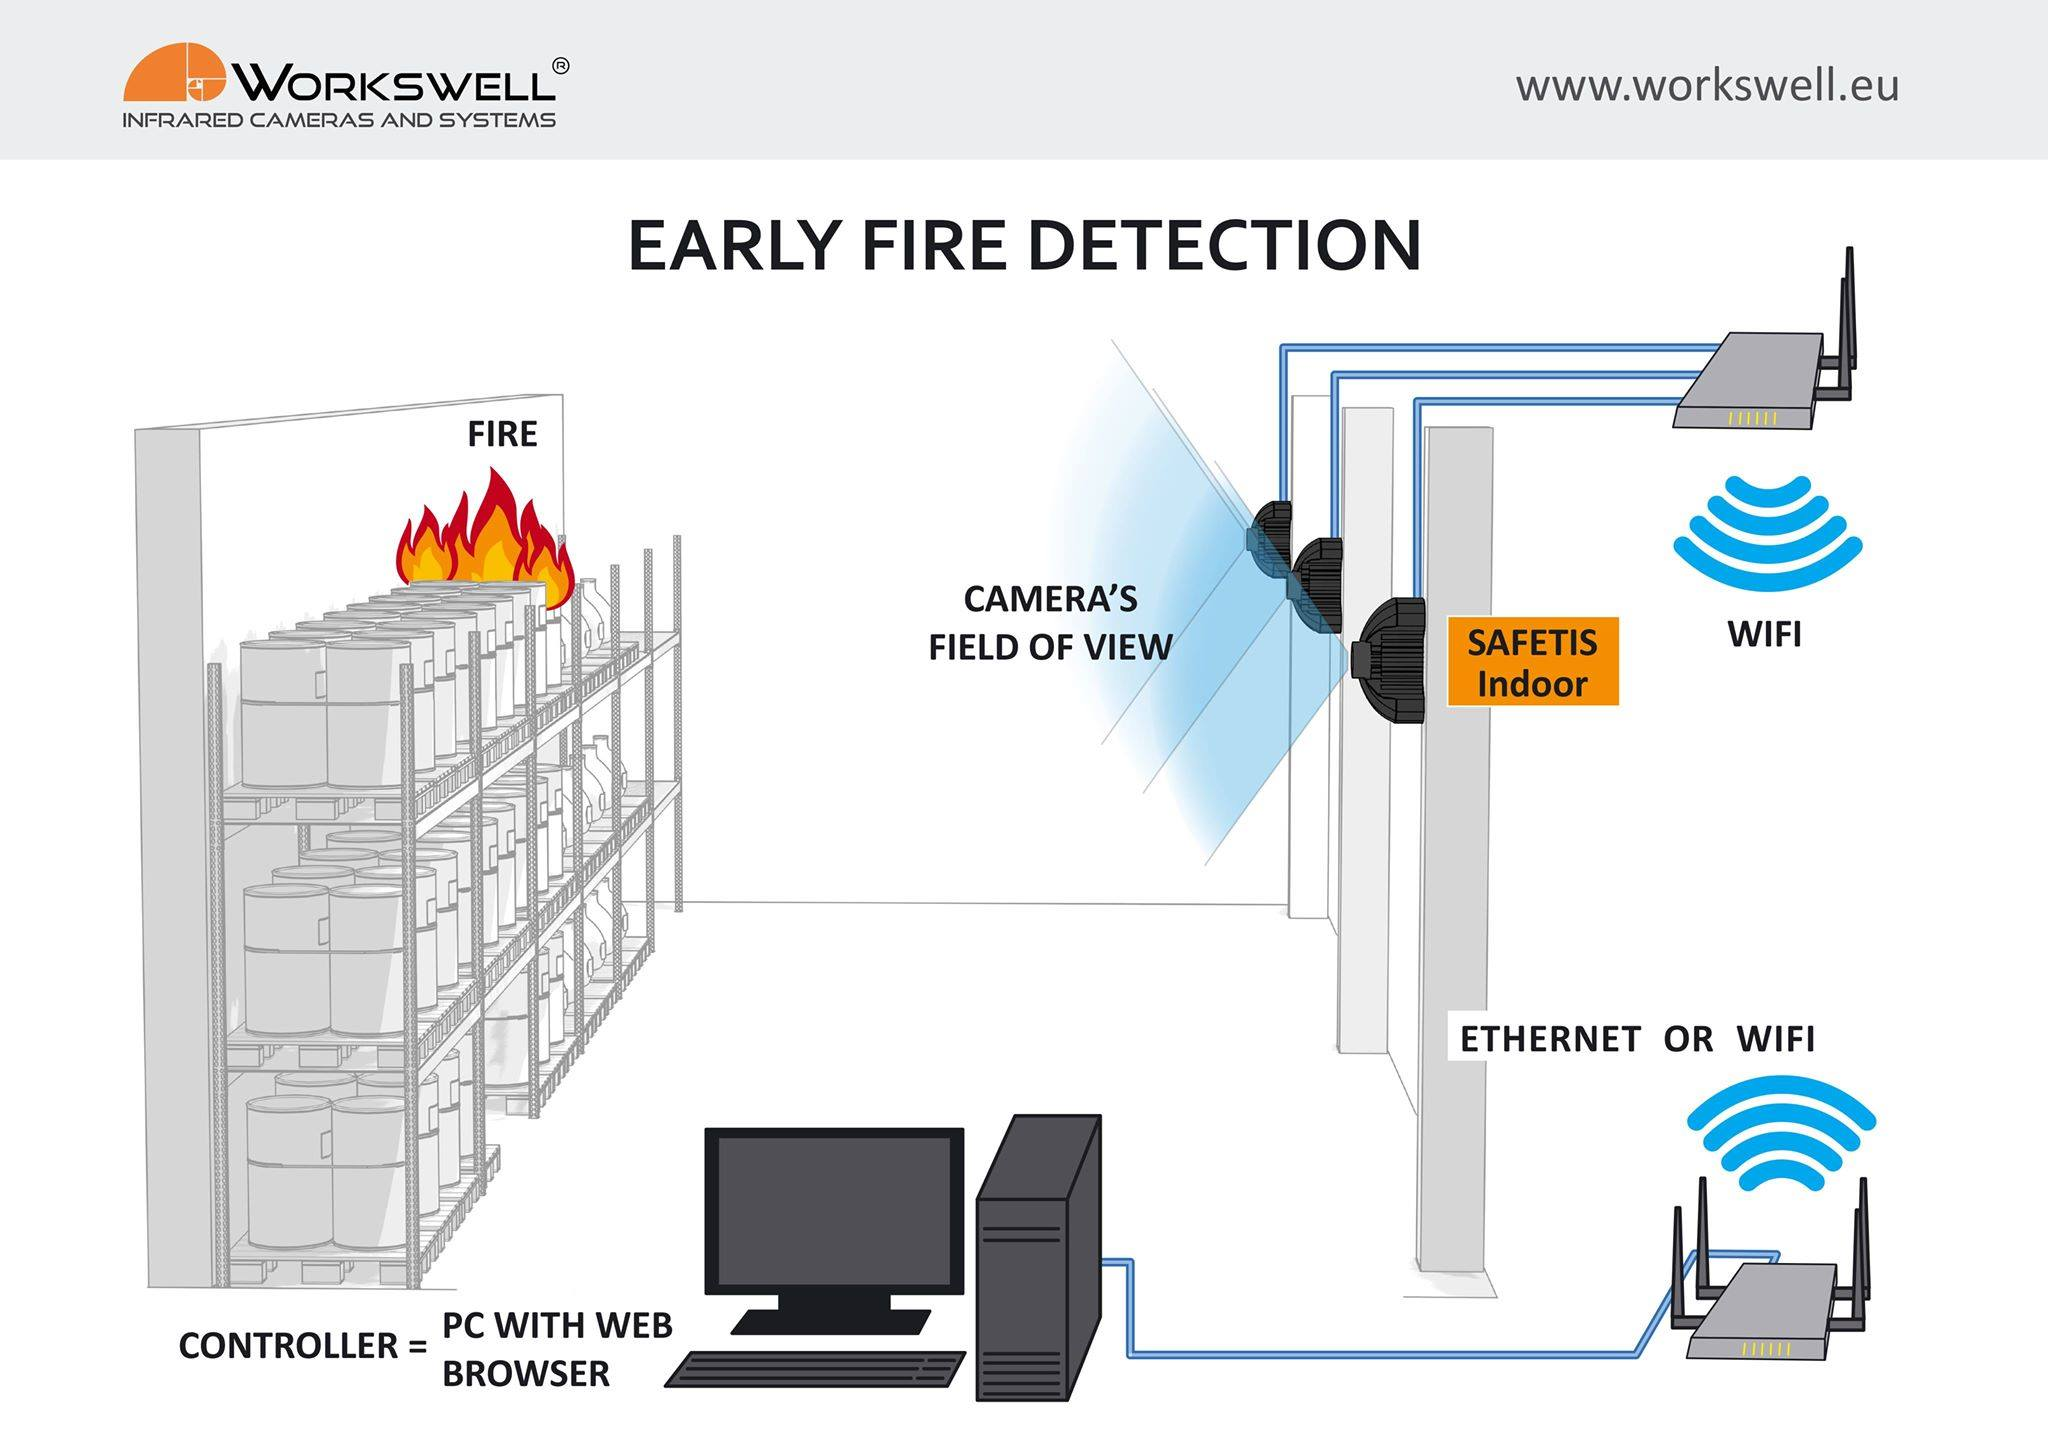 WORKSWELL®
INFRARED CAMERAS AND SYSTEMS
www.workswell.eu
EARLY FIRE DETECTION
FIRE
CAMERA’S
FIELD OF VIEW
SAFETIS
Indoor
WIFI
ETHERNET OR WIFI
CONTROLLER =
PC WITH WEB
BROWSER